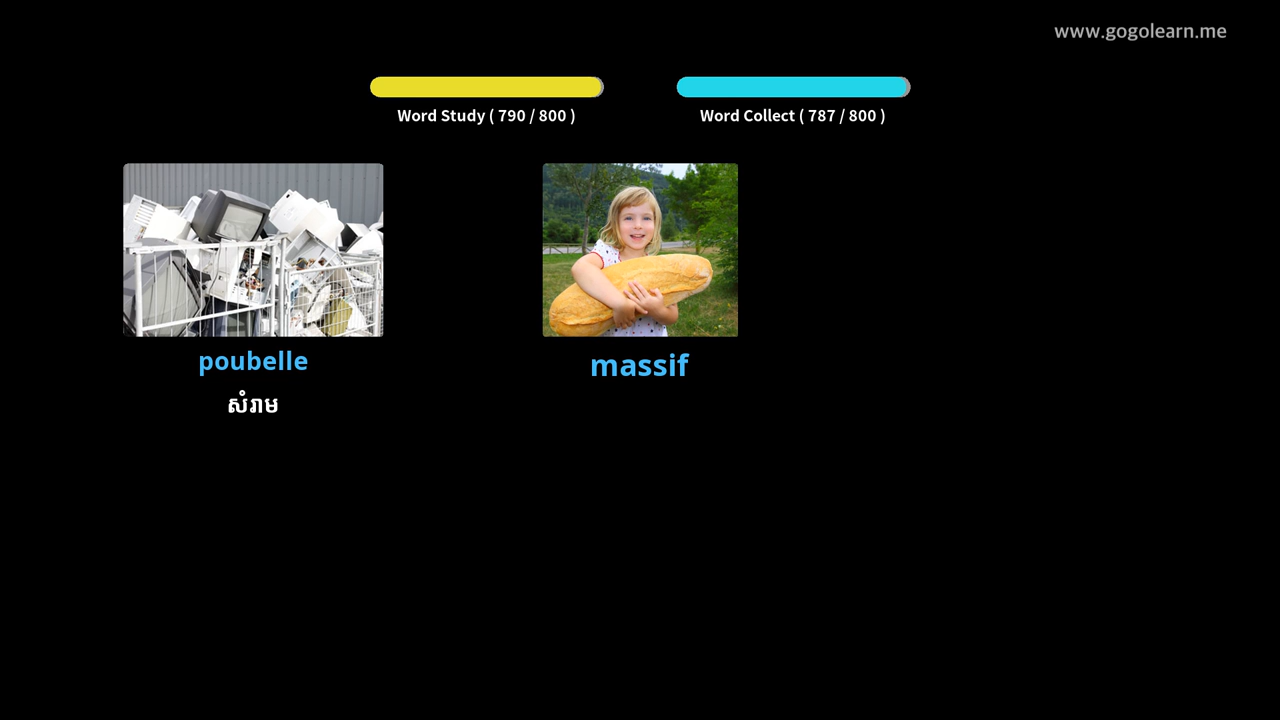 www.gogolearn.me
Word Study ( 790 / 800 )
Word Collect ( 787 / 800 )
poubelle
massif
សំរាម